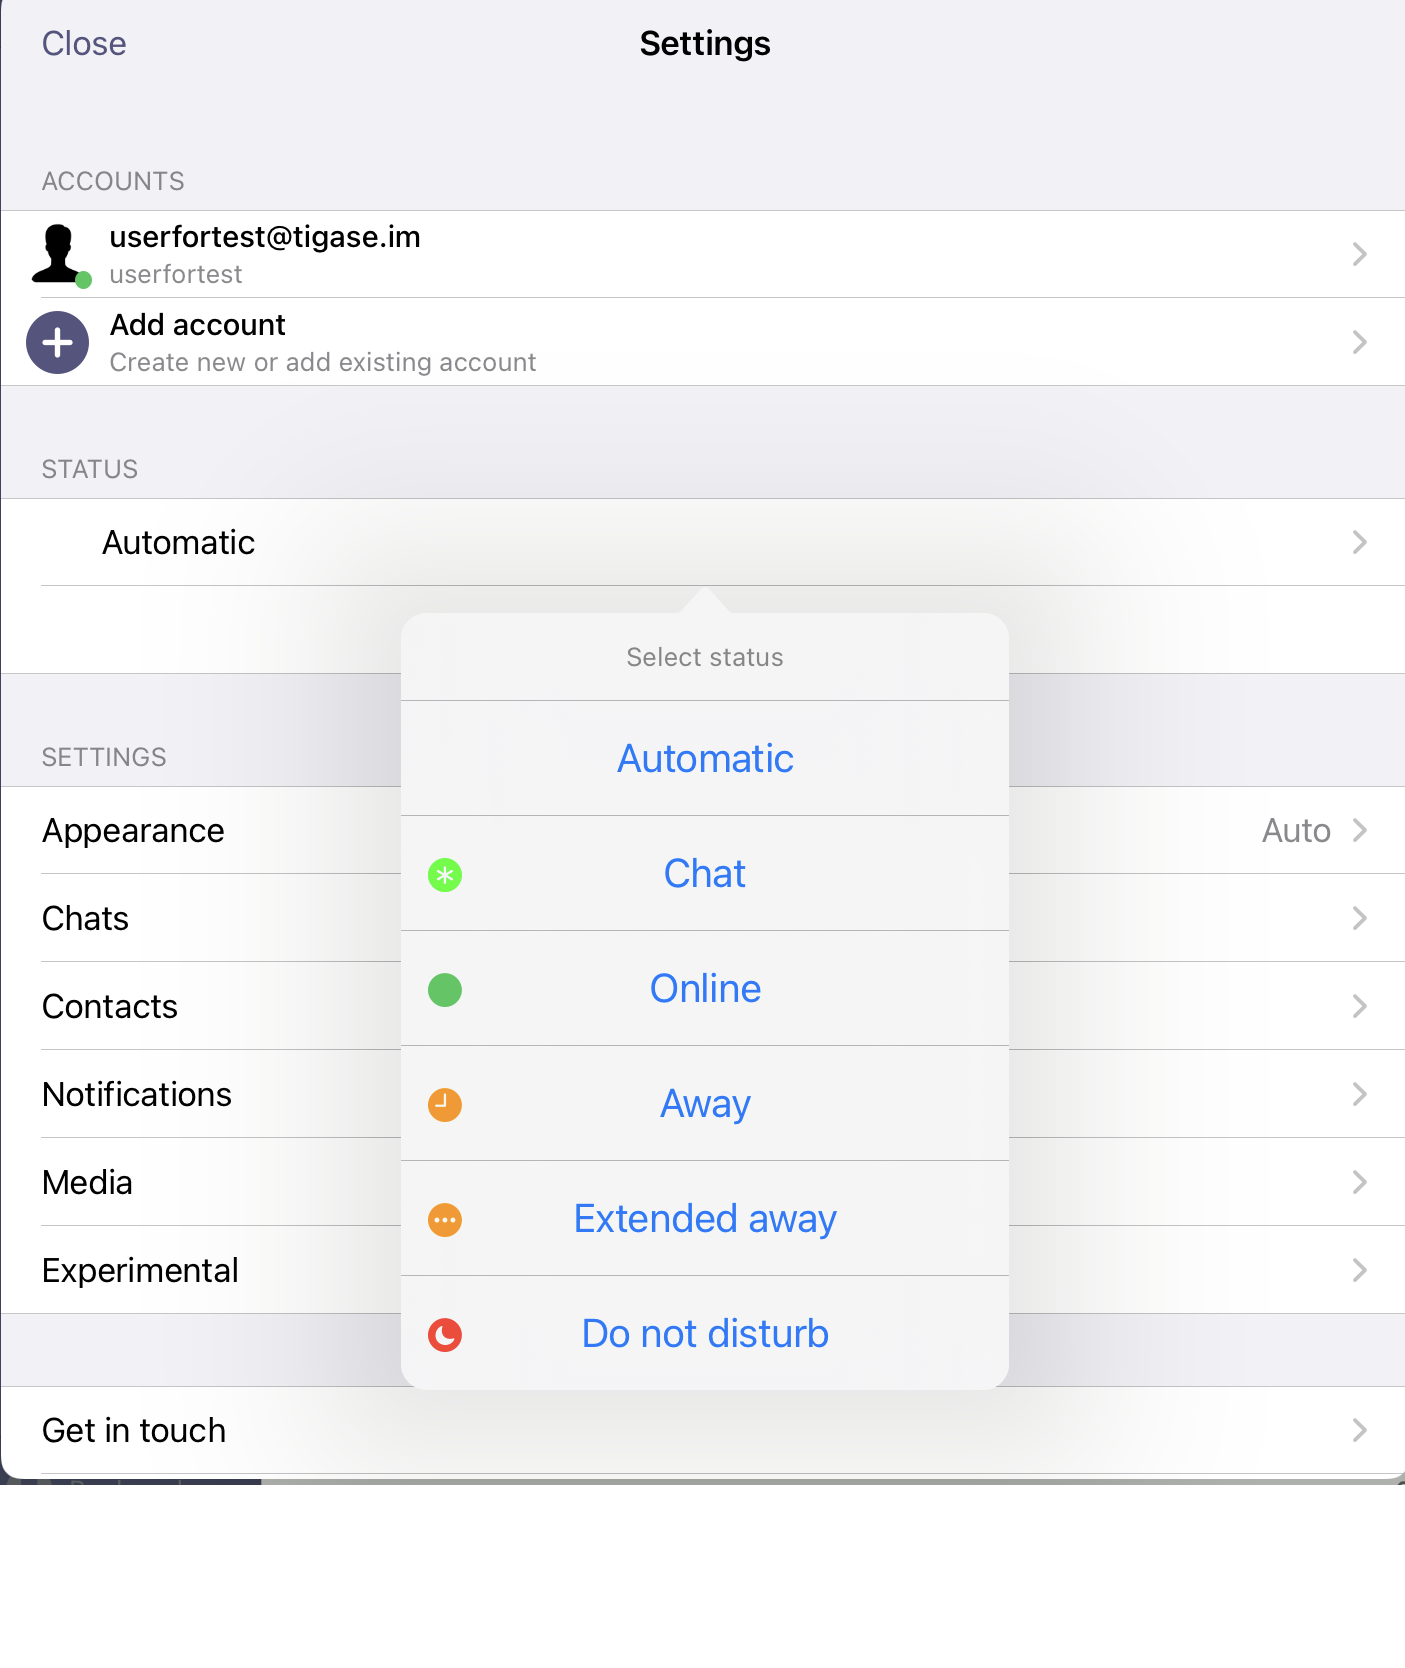 Close
Settings
ACCOUNTS
userfortest@tigase.im
userfortest
Add account
Create new or add existing account
STATUS
Automatic
Select status
Automatic
Chat
Online
Away
Extended away
Do not disturb
SETTINGS
Appearance
Auto
Chats
Contacts
Notifications
Media
Experimental
Get in touch